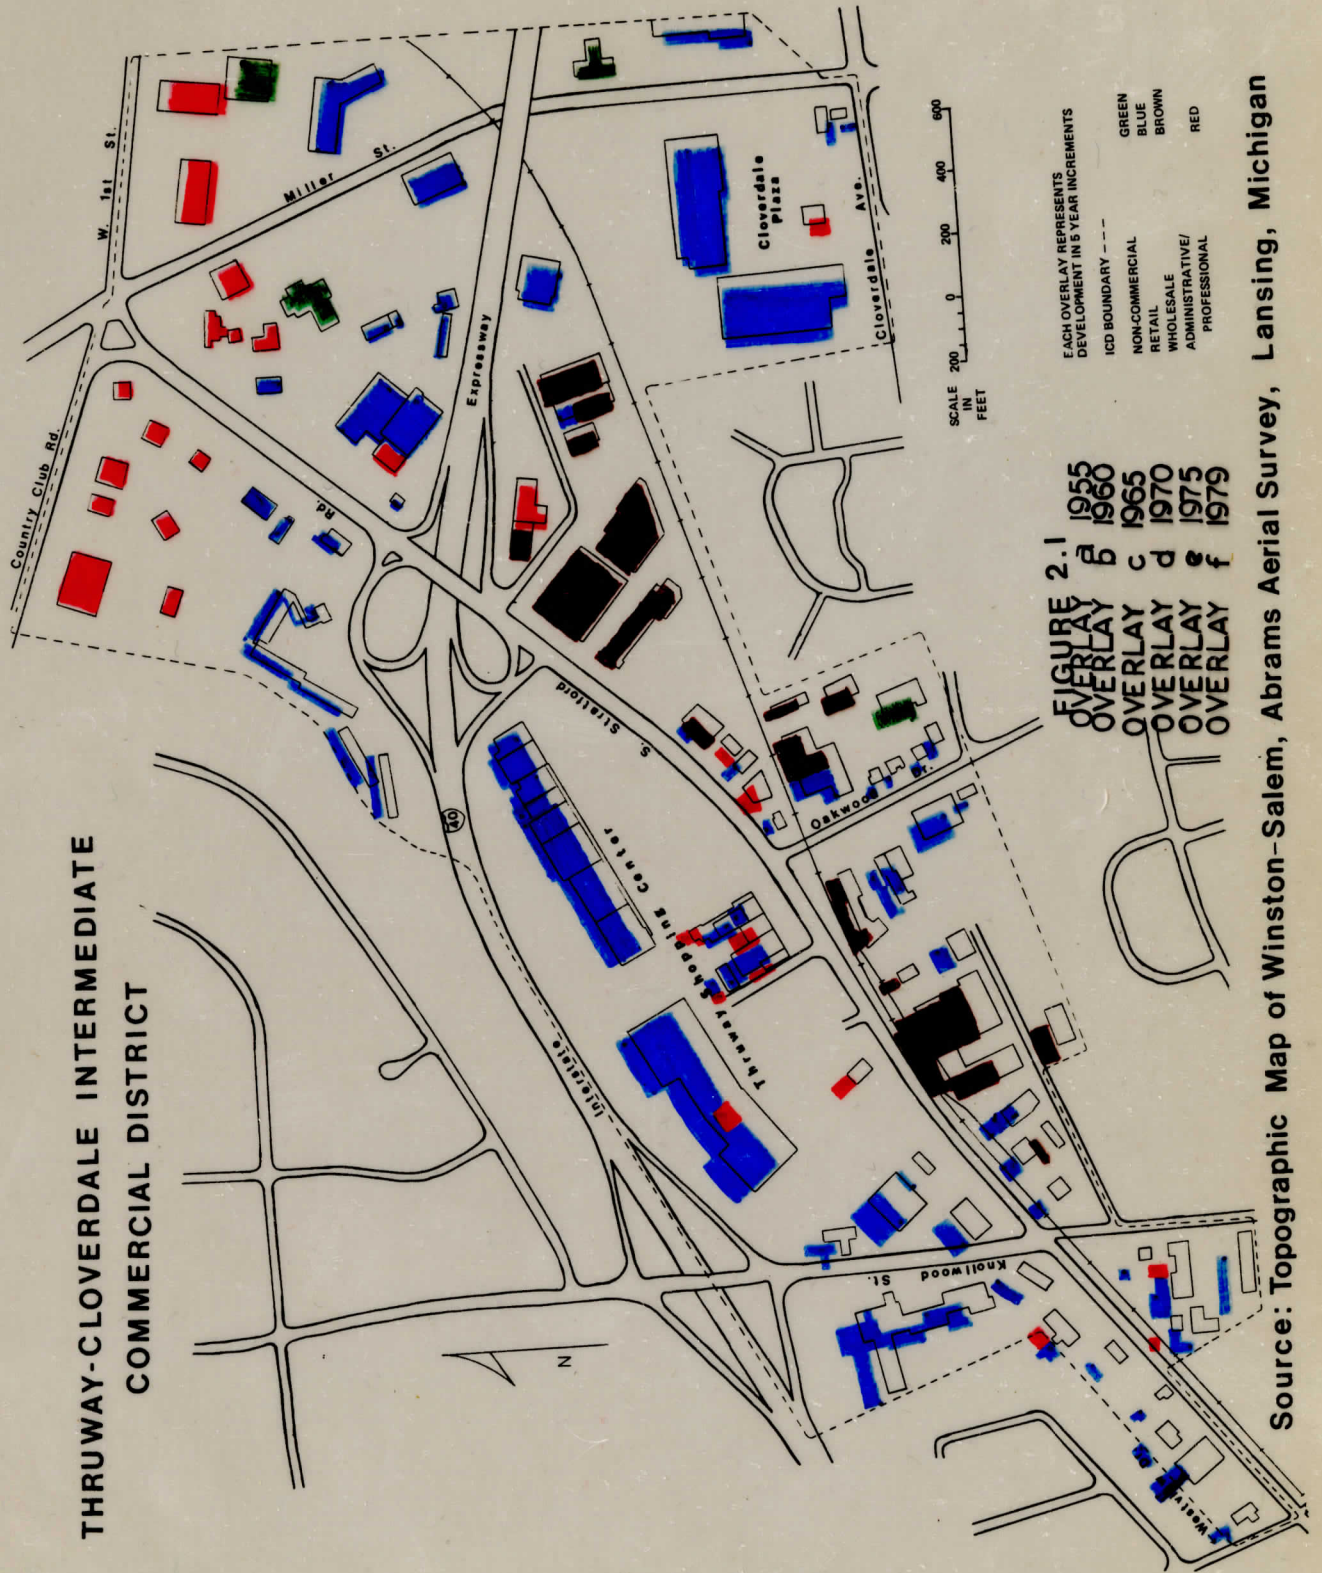 THRUWAY-CLOVERDALE INTERMEDIATE
COMMERCIAL DISTRICT
Country Club Rd.
W. 1st St.
Miller St.
Expressway
Rd.
S. Stratford
40
Interstate
Thruway Shopping Center
Oakwood Dr.
Cloverdale
Plaza
Cloverdale Ave.
Knollwood St.
N
SCALE
IN
FEET
200 0 200 400 600
EACH OVERLAY REPRESENTS
DEVELOPMENT IN 5 YEAR INCREMENTS
ICD BOUNDARY ---
NON-COMMERCIAL GREEN
RETAIL BLUE
WHOLESALE BROWN
ADMINISTRATIVE/
PROFESSIONAL RED
FIGURE 2.1
OVERLAY a 1955
OVERLAY b 1960
OVERLAY c 1965
OVERLAY d 1970
OVERLAY e 1975
OVERLAY f 1979
Source: Topographic Map of Winston-Salem, Abrams Aerial Survey, Lansing, Michigan